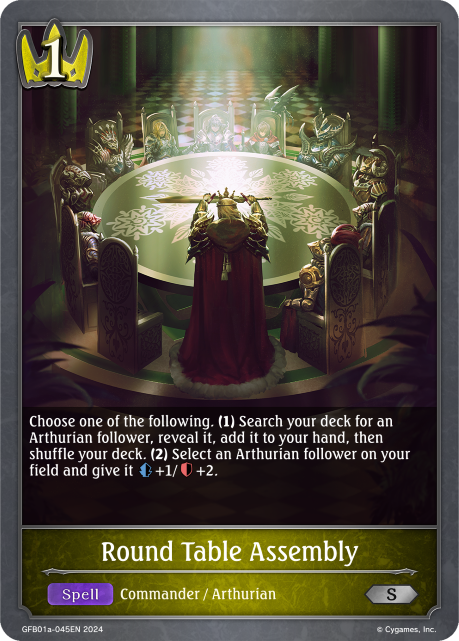 1
Choose one of the following. (1) Search your deck for an
Arthurian follower, reveal it, add it to your hand, then
shuffle your deck. (2) Select an Arthurian follower on your
field and give it +1/ +2.
Round Table Assembly
Spell Commander / Arthurian S
GFB01a-045EN 2024 © Cygames, Inc.